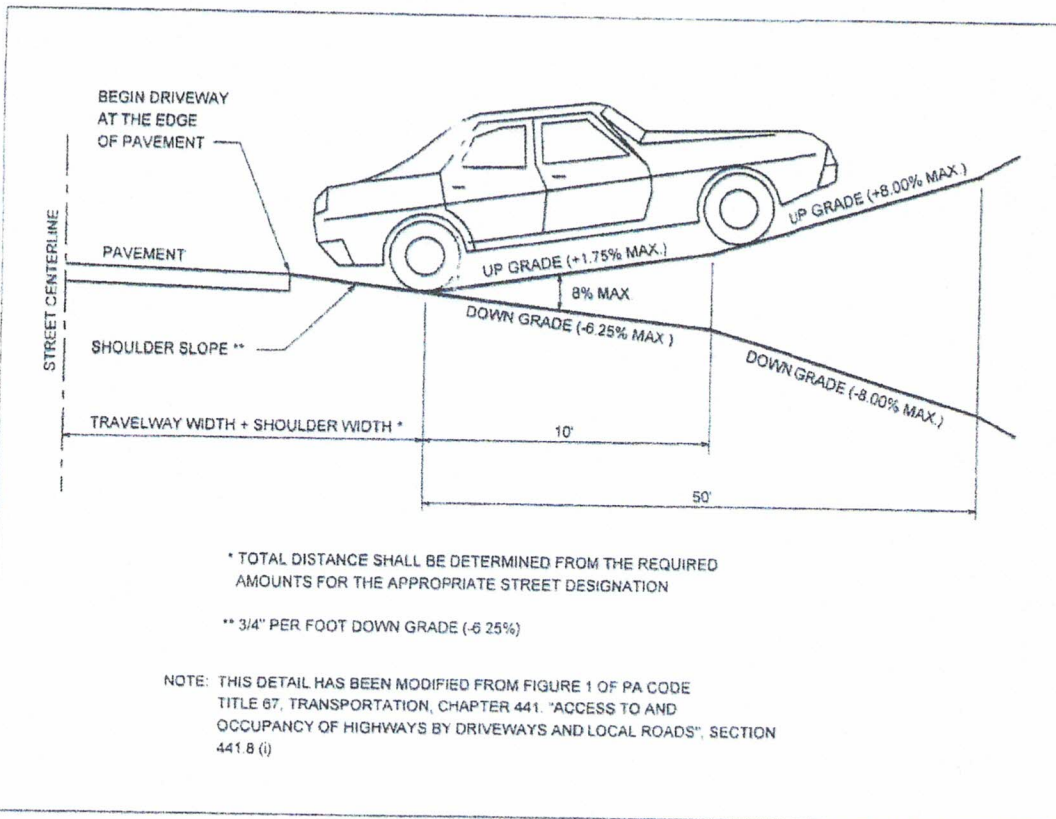 BEGIN DRIVEWAY
AT THE EDGE
OF PAVEMENT
STREET CENTERLINE
PAVEMENT
UP GRADE (+1.75% MAX.)
UP GRADE (+8.00% MAX.)
8% MAX
DOWN GRADE (-6.25% MAX.)
DOWN GRADE (-8.00% MAX.)
SHOULDER SLOPE **
TRAVELWAY WIDTH + SHOULDER WIDTH *
10'
50'
* TOTAL DISTANCE SHALL BE DETERMINED FROM THE REQUIRED
AMOUNTS FOR THE APPROPRIATE STREET DESIGNATION
** 3/4" PER FOOT DOWN GRADE (-6 25%)
NOTE: THIS DETAIL HAS BEEN MODIFIED FROM FIGURE 1 OF PA CODE
TITLE 67, TRANSPORTATION, CHAPTER 441. "ACCESS TO AND
OCCUPANCY OF HIGHWAYS BY DRIVEWAYS AND LOCAL ROADS", SECTION
441.8 (i)